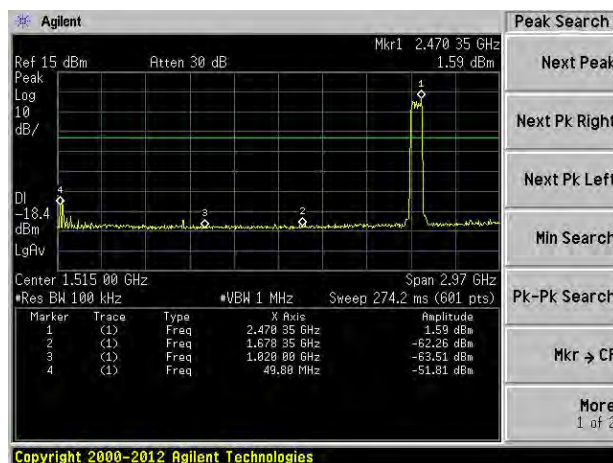 Agilent
Peak Search
Mkr1 2.470 35 GHz
Ref 15 dBm Atten 30 dB 1.59 dBm
Peak
Log
10
dB/
1
4
3
2
DI
-18.4
dBm
LgAv
Center 1.515 00 GHz Span 2.97 GHz
#Res BW 100 kHz #VBW 1 MHz Sweep 274.2 ms (601 pts)
Marker Trace Type X Axis Amplitude
1 (1) Freq 2.470 35 GHz 1.59 dBm
2 (1) Freq 1.678 35 GHz -62.26 dBm
3 (1) Freq 1.020 00 GHz -63.51 dBm
4 (1) Freq 49.80 MHz -51.81 dBm
Next Peak
Next Pk Right
Next Pk Left
Min Search
Pk-Pk Search
Mkr → CF
More
1 of 2
Copyright 2000-2012 Agilent Technologies